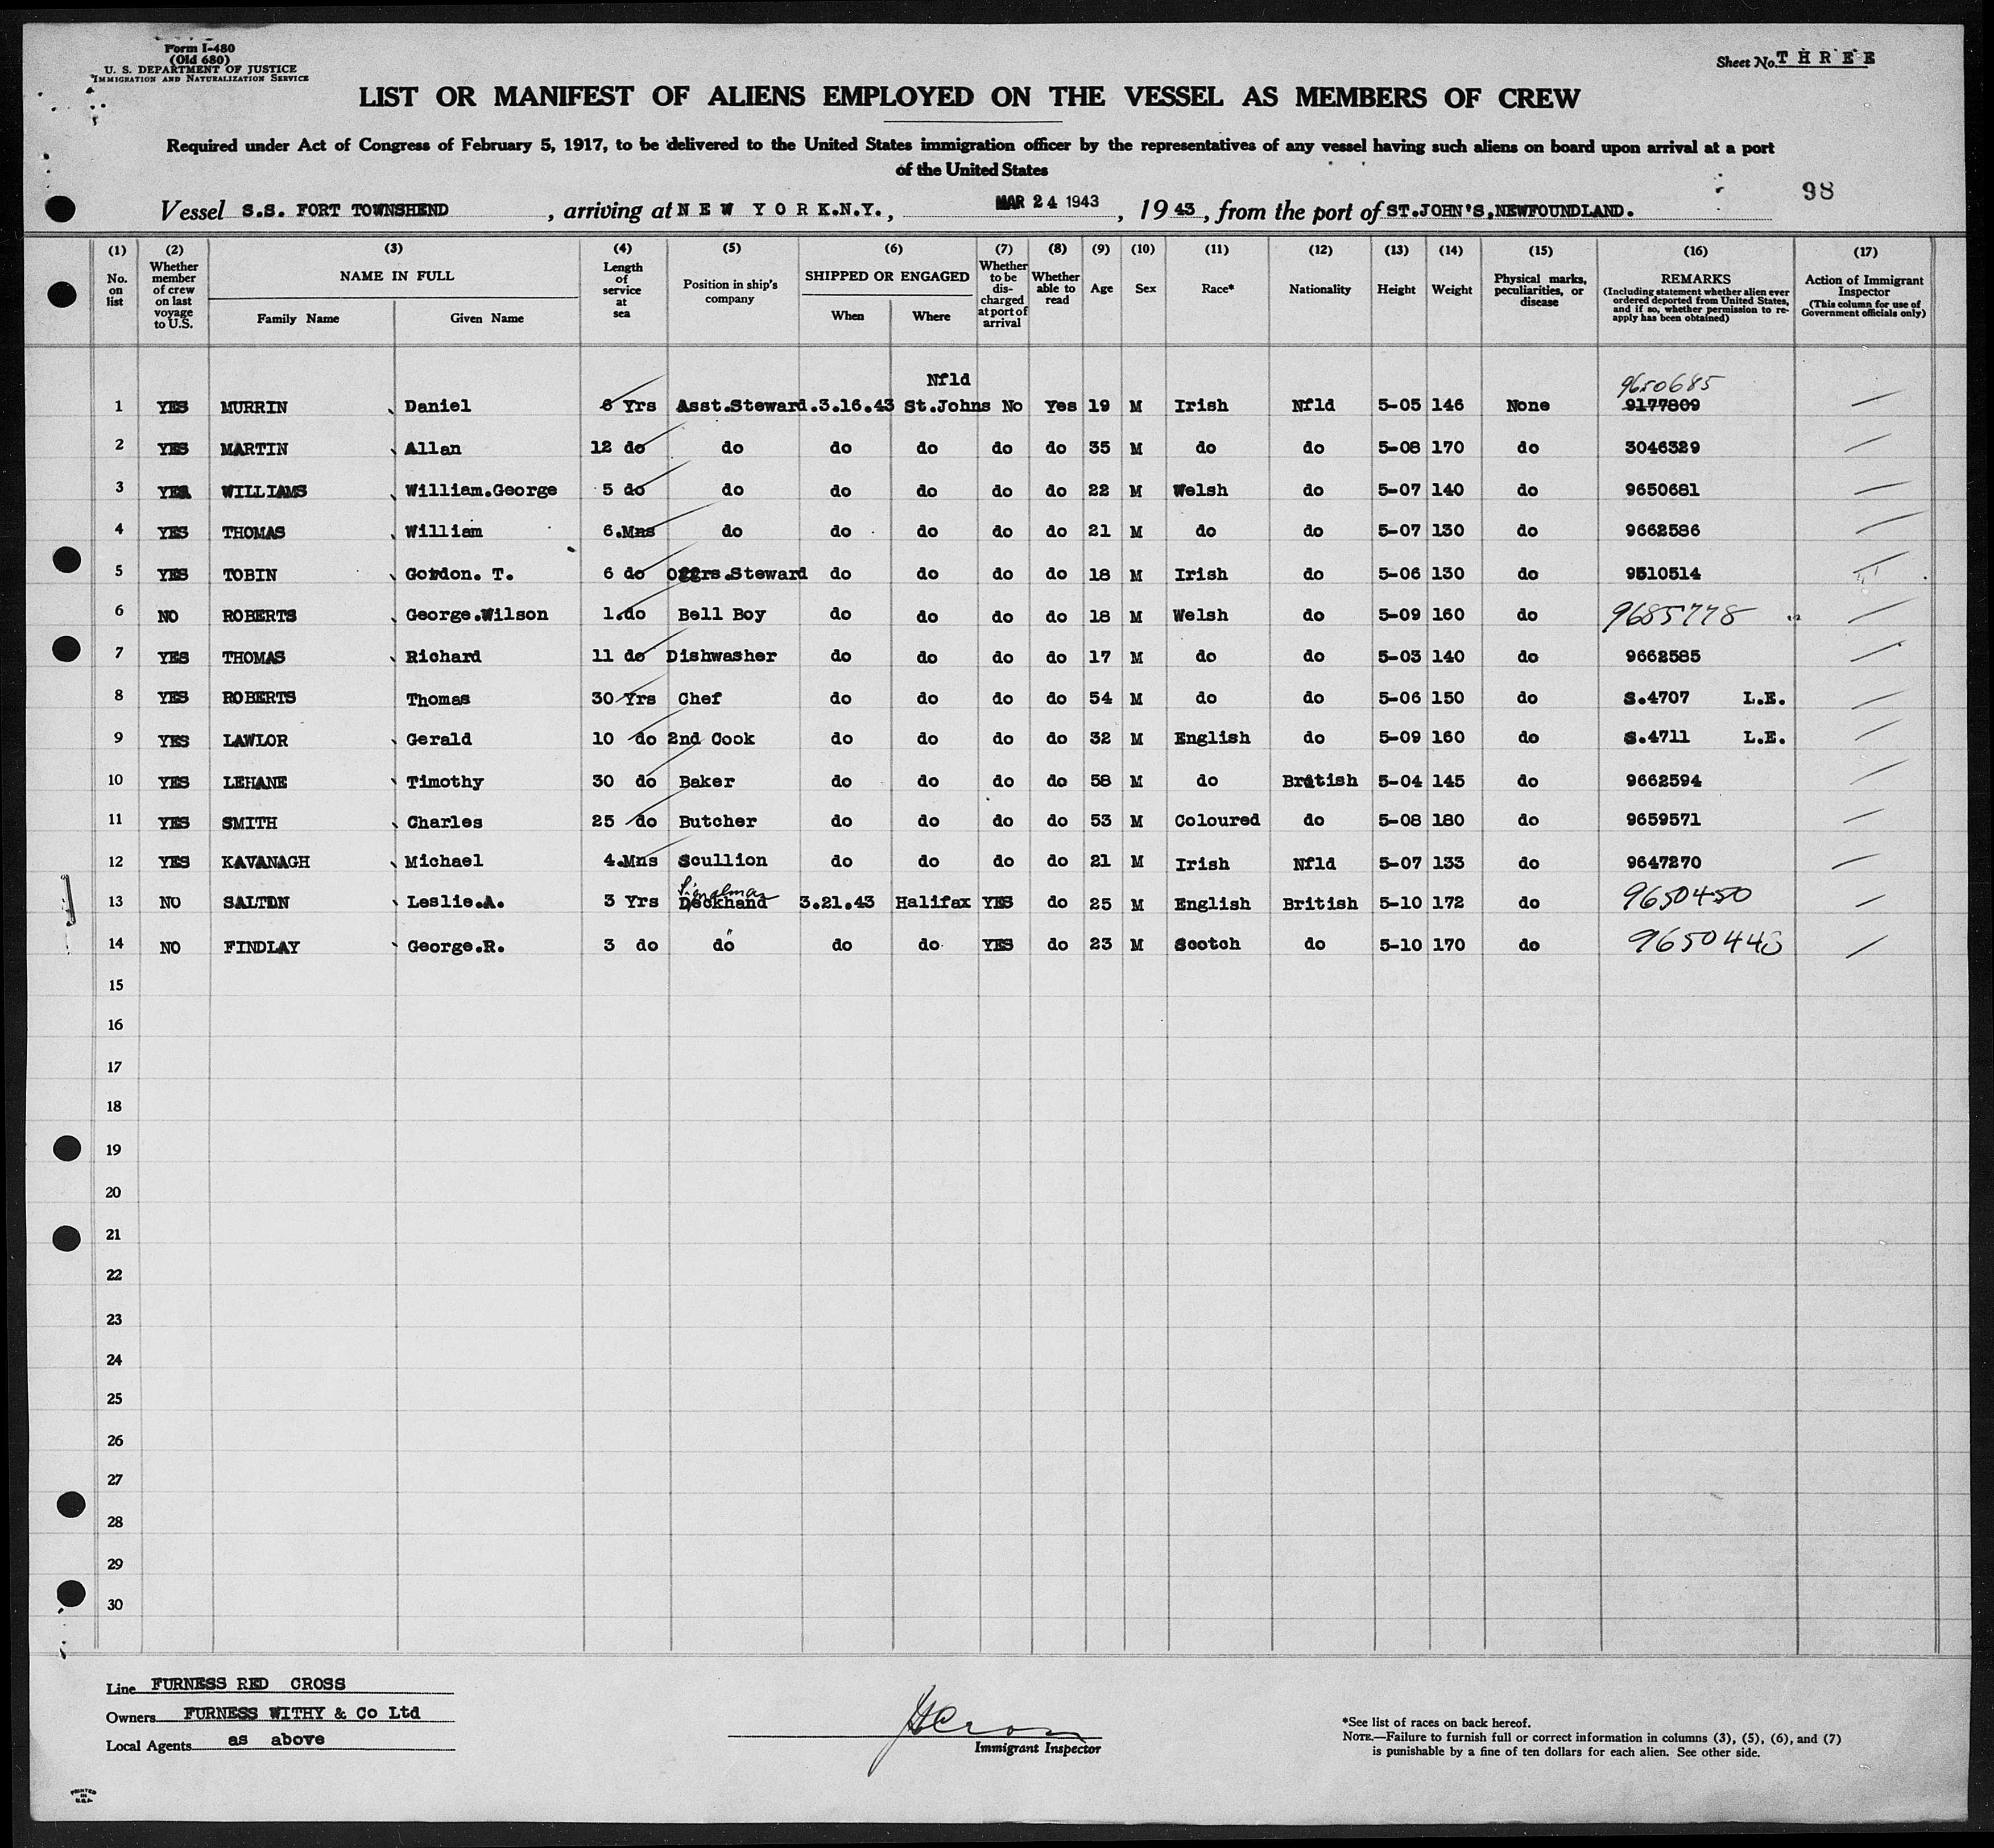 Form I-480
(Old 680)
U. S. DEPARTMENT OF JUSTICE
IMMIGRATION AND NATURALIZATION SERVICE
Sheet No. THREE
LIST OR MANIFEST OF ALIENS EMPLOYED ON THE VESSEL AS MEMBERS OF CREW
Required under Act of Congress of February 5, 1917, to be delivered to the United States immigration officer by the representatives of any vessel having such aliens on board upon arrival at a port
of the United States
98
Vessel S.S. FORT TOWNSHEND, arriving at NEW YORK.N.Y., MAR 24 1943, 1943, from the port of ST.JOHN'S,NEWFOUNDLAND.
(1) (2) (3) (4) (5) (6) (7) (8) (9) (10) (11) (12) (13) (14) (15) (16) (17)
No. on list
Whether member of crew on last voyage to U.S.
NAME IN FULL
Family Name Given Name
Length of service at sea
Position in ship's company
SHIPPED OR ENGAGED
When Where
Whether to be discharged at port of arrival
Whether able to read
Age
Sex
Race*
Nationality
Height
Weight
Physical marks, peculiarities, or disease
REMARKS
(Including statement whether alien ever ordered deported from United States, and if so, whether permission to re-apply has been obtained)
Action of Immigrant Inspector
(This column for use of Government officials only)
Nfld 9650685
1 YES MURRIN Daniel 6 Yrs Asst.Steward.3.16.43 St.Johns No Yes 19 M Irish Nfld 5-05 146 None 9177809
2 YES MARTIN Allan 12 do do do do do do 35 M do do 5-08 170 do 3046329
3 YES WILLIAMS William.George 5 do do do do do do 22 M Welsh do 5-07 140 do 9650681
4 YES THOMAS William 6.Mns do do do do do 21 M do do 5-07 130 do 9662586
5 YES TOBIN Gordon. T. 6 do Offrs.Steward do do do do 18 M Irish do 5-06 130 do 9510514
6 NO ROBERTS George.Wilson 1.do Bell Boy do do do do 18 M Welsh do 5-09 160 do 9685778
7 YES THOMAS Richard 11 do Dishwasher do do do do 17 M do do 5-03 140 do 9662585
8 YES ROBERTS Thomas 30 Yrs Chef do do do do 54 M do do 5-06 150 do S.4707 L.E.
9 YES LAWLOR Gerald 10 do 2nd Cook do do do do 32 M English do 5-09 160 do S.4711 L.E.
10 YES LEHANE Timothy 30 do Baker do do do do 58 M do British 5-04 145 do 9662594
11 YES SMITH Charles 25 do Butcher do do do do 53 M Coloured do 5-08 180 do 9659571
12 YES KAVANAGH Michael 4.Mns Scullion do do do do 21 M Irish Nfld 5-07 133 do 9647270
Signalman
13 NO SALTON Leslie.A. 3 Yrs Deckhand 3.21.43 Halifax YES do 25 M English British 5-10 172 do 9650450
14 NO FINDLAY George.R. 3 do do do do YES do 23 M Scotch do 5-10 170 do 9650448
15
16
17
18
19
20
21
22
23
24
25
26
27
28
29
30
Line FURNESS RED CROSS
Owners FURNESS WITHY & Co Ltd
Local Agents as above
Immigrant Inspector
*See list of races on back hereof.
NOTE.—Failure to furnish full or correct information in columns (3), (5), (6), and (7)
is punishable by a fine of ten dollars for each alien. See other side.
PRINTED
IN
U.S.A.